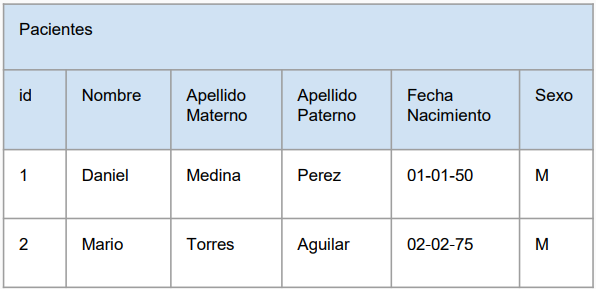 Pacientes
id Nombre Apellido Materno Apellido Paterno Fecha Nacimiento Sexo
1 Daniel Medina Perez 01-01-50 M
2 Mario Torres Aguilar 02-02-75 M